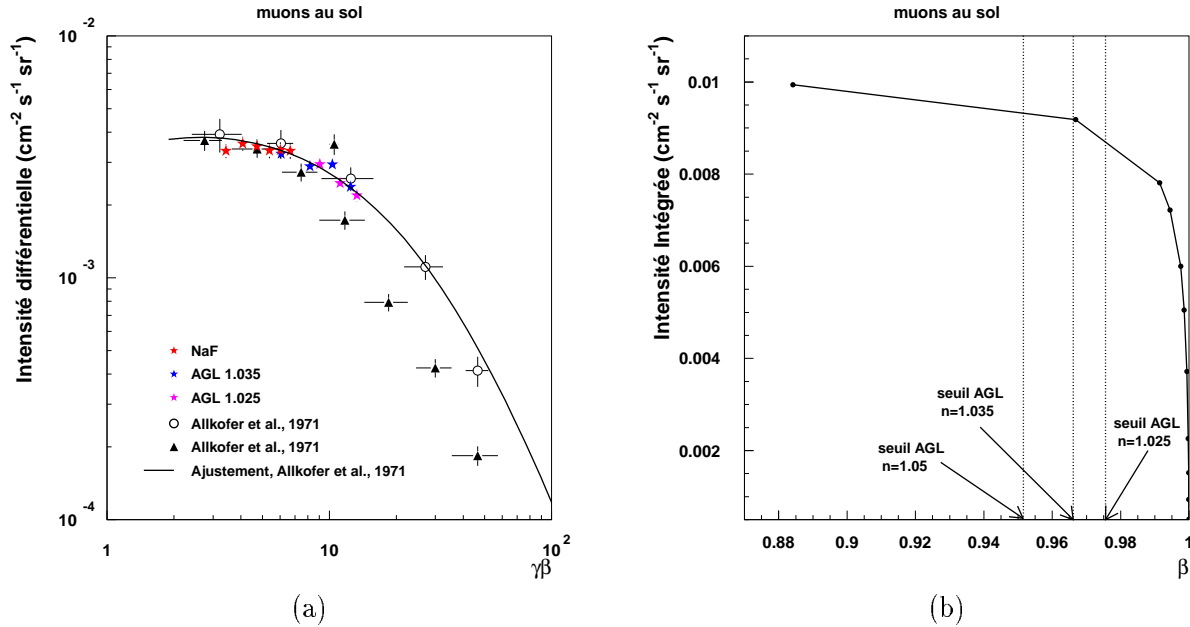 muons au sol
Intensité différentielle (cm-2 s-1 sr-1)
10 -2
10 -3
10 -4
NaF
AGL 1.035
AGL 1.025
Allkofer et al., 1971
Allkofer et al., 1971
Ajustement, Allkofer et al., 1971
1
10
10 2
γβ
(a)
muons au sol
Intensité Intégrée (cm-2 s-1 sr-1)
0.01
0.008
0.006
0.004
0.002
seuil AGL
n=1.05
seuil AGL
n=1.035
seuil AGL
n=1.025
0.88
0.9
0.92
0.94
0.96
0.98
1
β
(b)